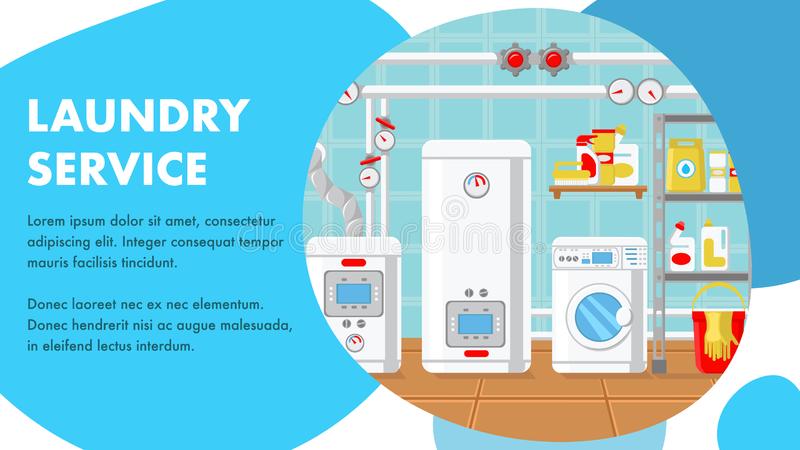 LAUNDRY
SERVICE
Lorem ipsum dolor sit amet, consectetur
adipiscing elit. Integer consequat tempor
mauris facilisis tincidunt.
Donec laoreet nec nec elementum.
Donec hendrerit nisi ac augue malesuada,
in eleifend lectus interdum.
dreamstime